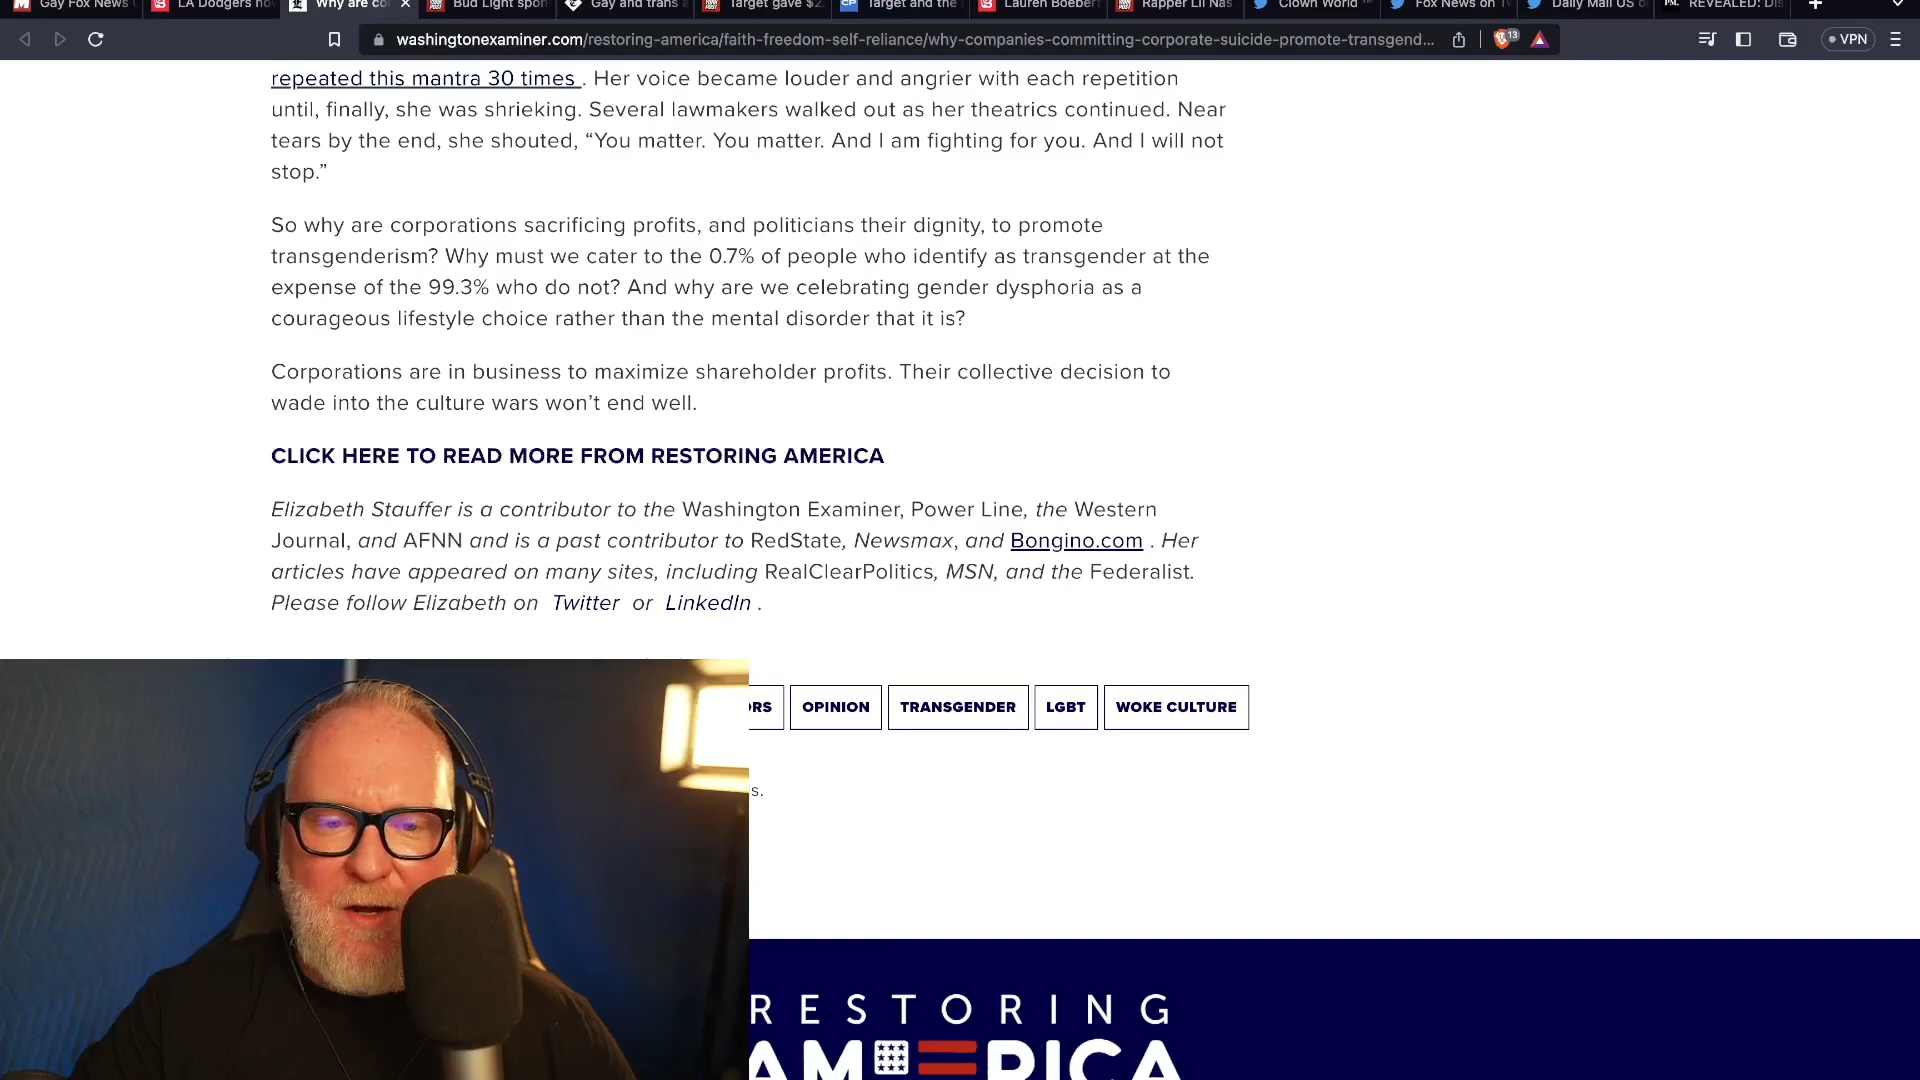 Gay Fox News
LA Dodgers no
Why are co
Bud Light spon
Gay and trans a
Target gave $2.
Target and the
Lauren Boebert
Rapper Lil Nas
Clown World ™
Fox News on Tw
Daily Mail US o
REVEALED: Dis
washingtonexaminer.com/restoring-america/faith-freedom-self-reliance/why-companies-committing-corporate-suicide-promote-transgend...
13
VPN
repeated this mantra 30 times . Her voice became louder and angrier with each repetition
until, finally, she was shrieking. Several lawmakers walked out as her theatrics continued. Near
tears by the end, she shouted, “You matter. You matter. And I am fighting for you. And I will not
stop.”
So why are corporations sacrificing profits, and politicians their dignity, to promote
transgenderism? Why must we cater to the 0.7% of people who identify as transgender at the
expense of the 99.3% who do not? And why are we celebrating gender dysphoria as a
courageous lifestyle choice rather than the mental disorder that it is?
Corporations are in business to maximize shareholder profits. Their collective decision to
wade into the culture wars won’t end well.
CLICK HERE TO READ MORE FROM RESTORING AMERICA
Elizabeth Stauffer is a contributor to the Washington Examiner, Power Line, the Western
Journal, and AFNN and is a past contributor to RedState, Newsmax, and Bongino.com . Her
articles have appeared on many sites, including RealClearPolitics, MSN, and the Federalist.
Please follow Elizabeth on Twitter or LinkedIn .
ORS
OPINION
TRANSGENDER
LGBT
WOKE CULTURE
s.
RESTORING
AMERICA